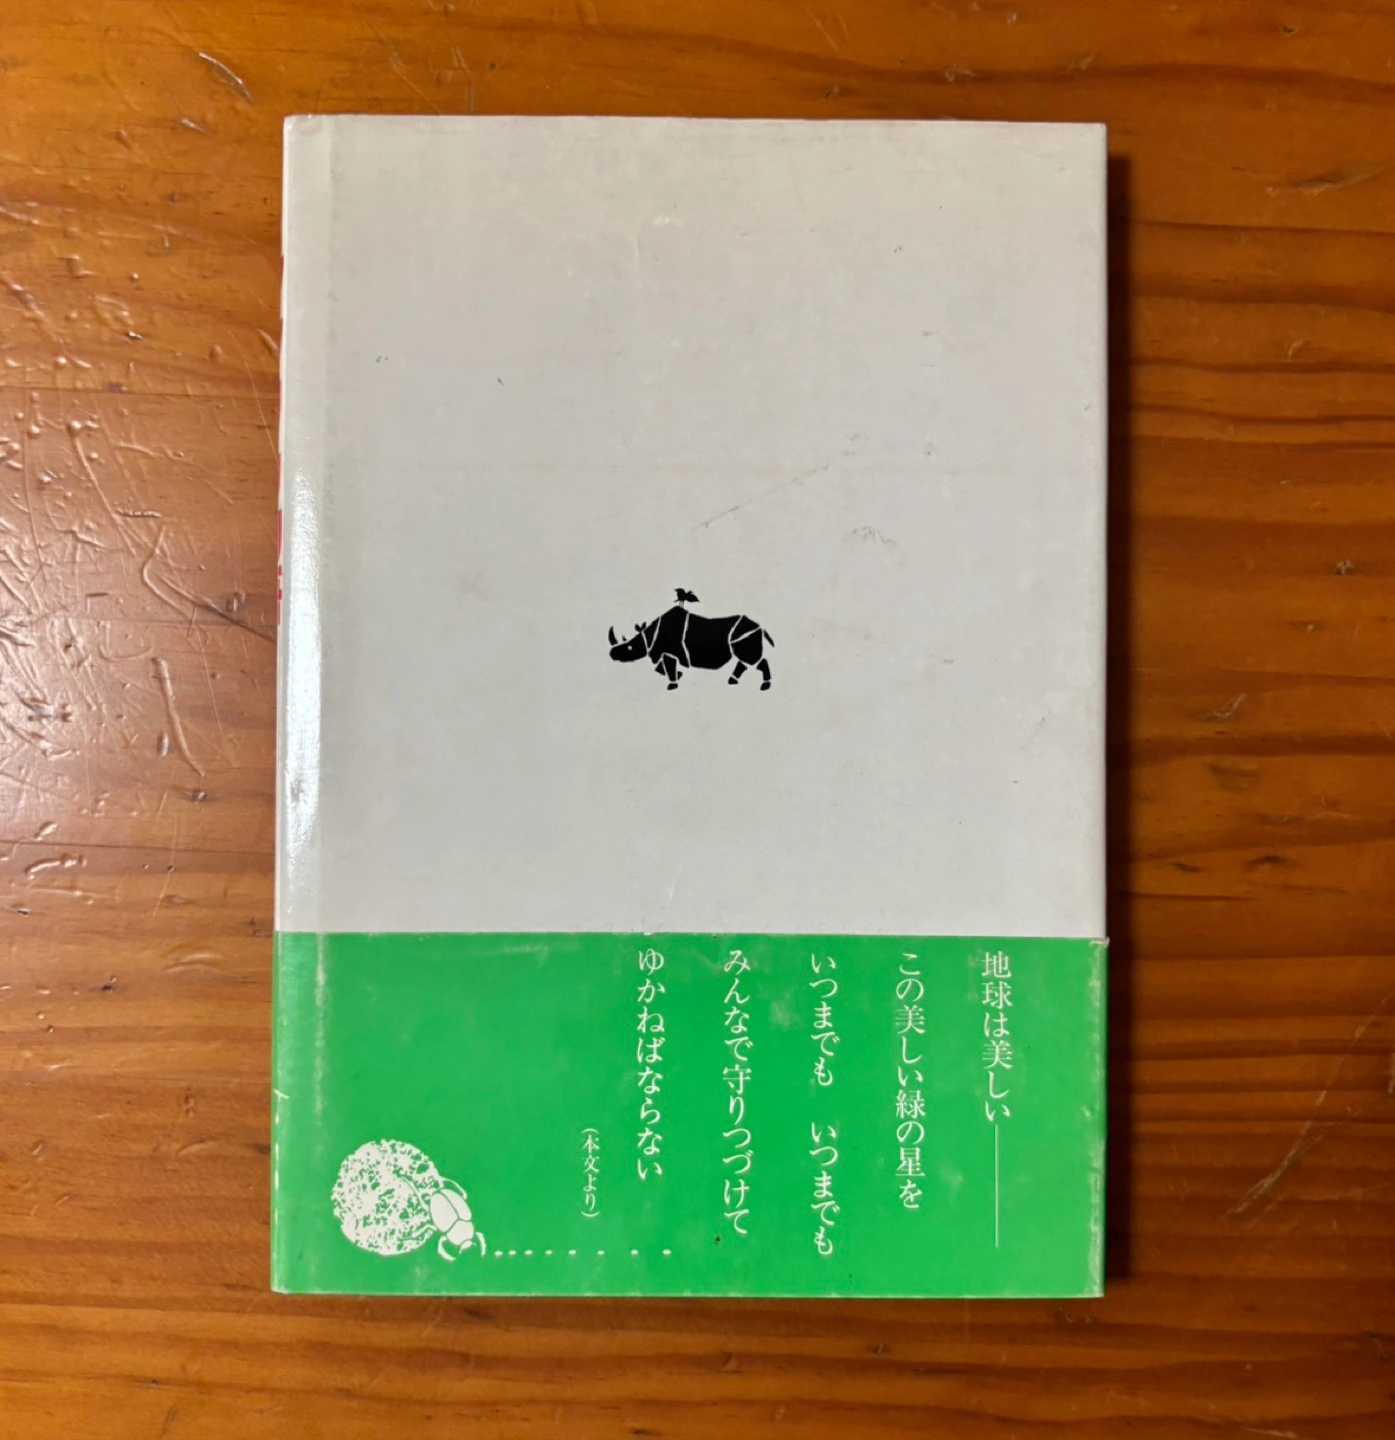 地球は美しい――
この美しい緑の星を
いつまでも　いつまでも
みんなで守りつづけて
ゆかねばならない
（本文より）